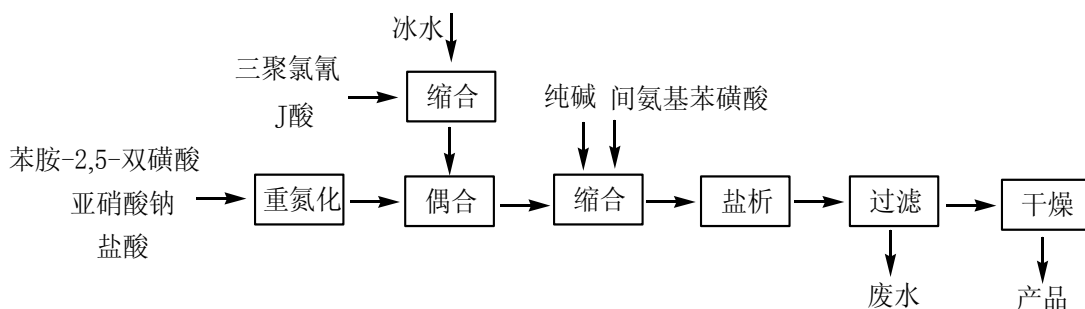 冰水
三聚氯氰
J酸
缩合
纯碱
间氨基苯磺酸
苯胺-2,5-双磺酸
亚硝酸钠
盐酸
重氮化
偶合
缩合
盐析
过滤
干燥
废水
产品